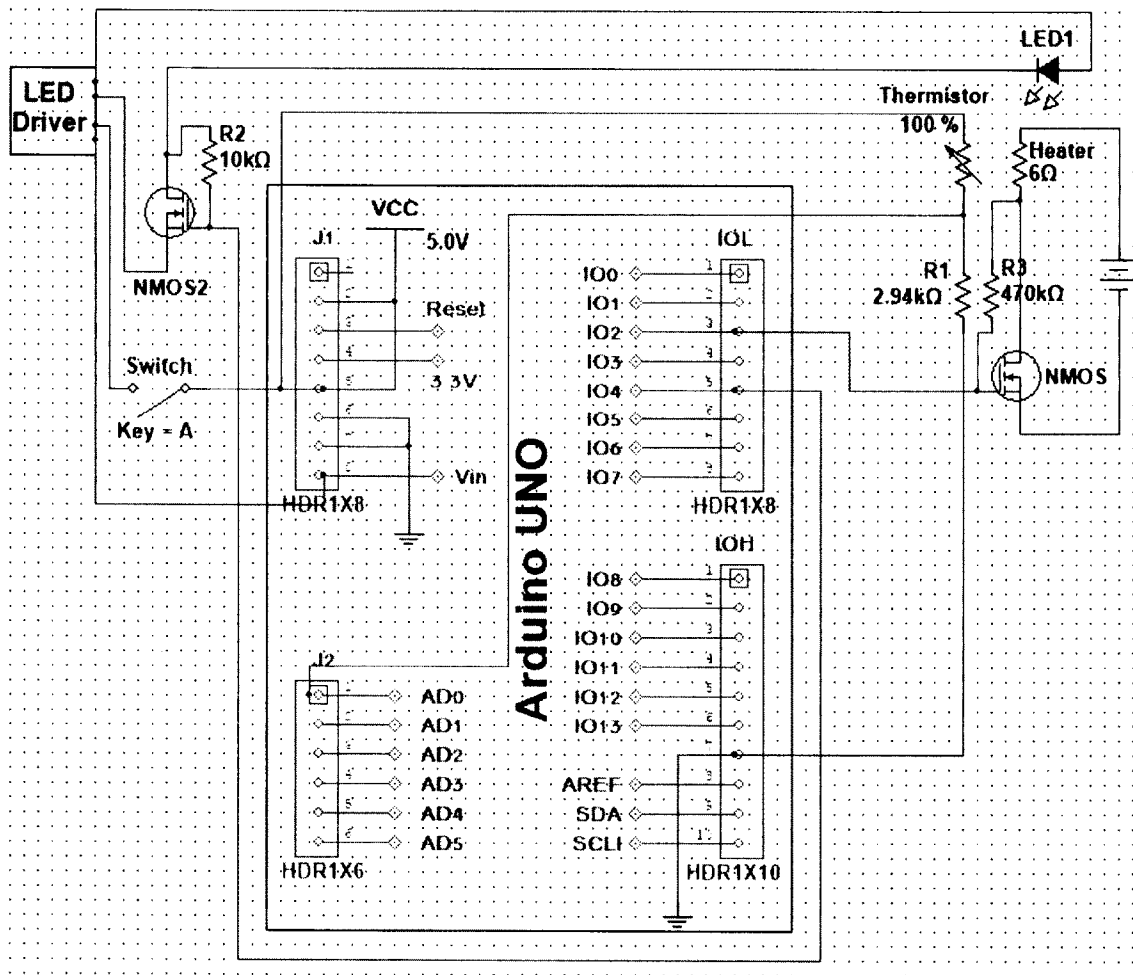 LED1
LED
Driver
Thermistor
100 %
R2
10kΩ
Heater
6Ω
VCC
5.0V
J1
IOL
NMOS2
IO0
IO1
IO2
IO3
IO4
IO5
IO6
IO7
R1
2.94kΩ
R3
470kΩ
Reset
3 3V
Switch
Key = A
NMOS
Vin
HDR1X8
HDR1X8
Arduino UNO
IOH
IO8
IO9
IO10
IO11
IO12
IO13
J2
AD0
AD1
AD2
AD3
AD4
AD5
AREF
SDA
SCLI
HDR1X6
HDR1X10